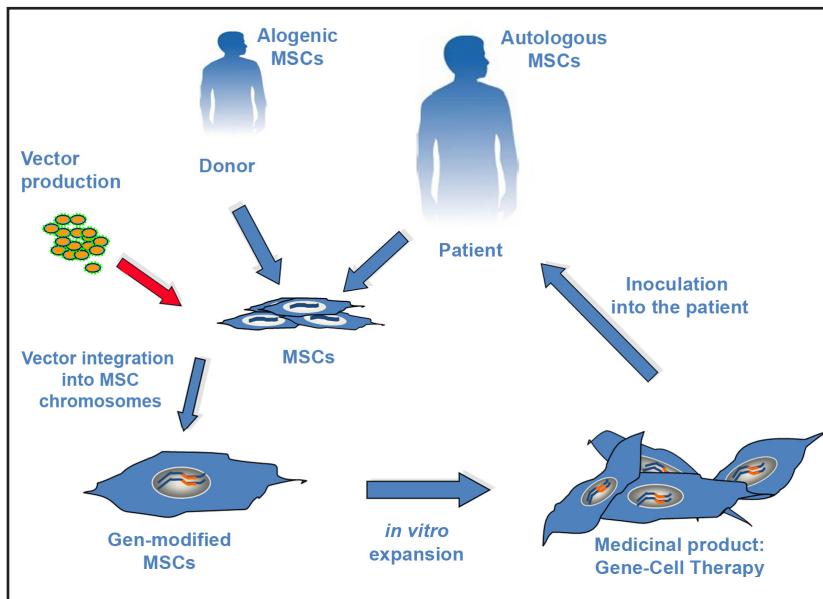 Alogenic
MSCs
Autologous
MSCs
Donor
Vector
production
Patient
Inoculation
into the patient
MSCs
Vector integration
into MSC
chromosomes
in vitro
expansion
Gen-modified
MSCs
Medicinal product:
Gene-Cell Therapy